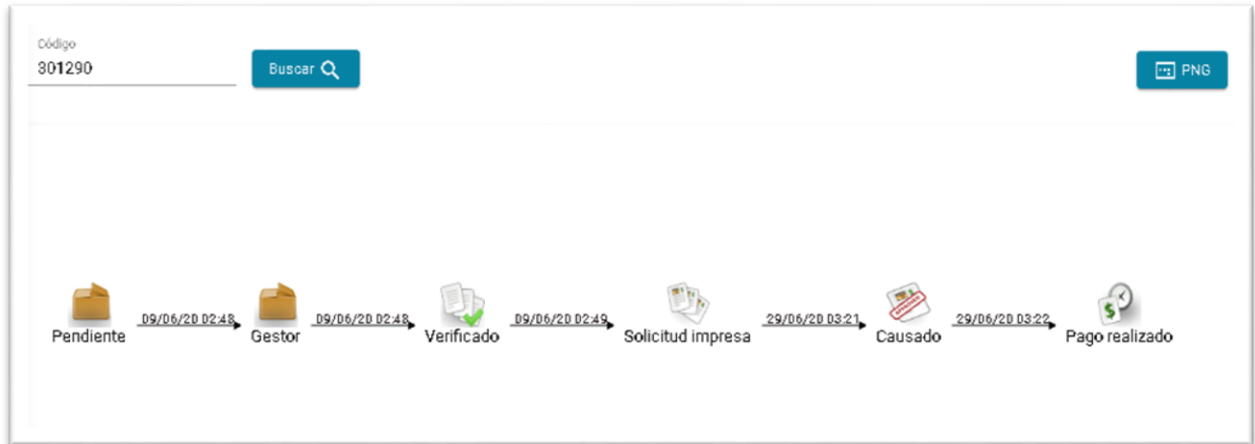 Código
301290
Buscar
PNG
09/06/20 02:48
09/06/20 02:48
09/06/20 02:49
29/06/20 03:21
29/06/20 03:22
Pendiente
Gestor
Verificado
Solicitud impresa
Causado
Pago realizado